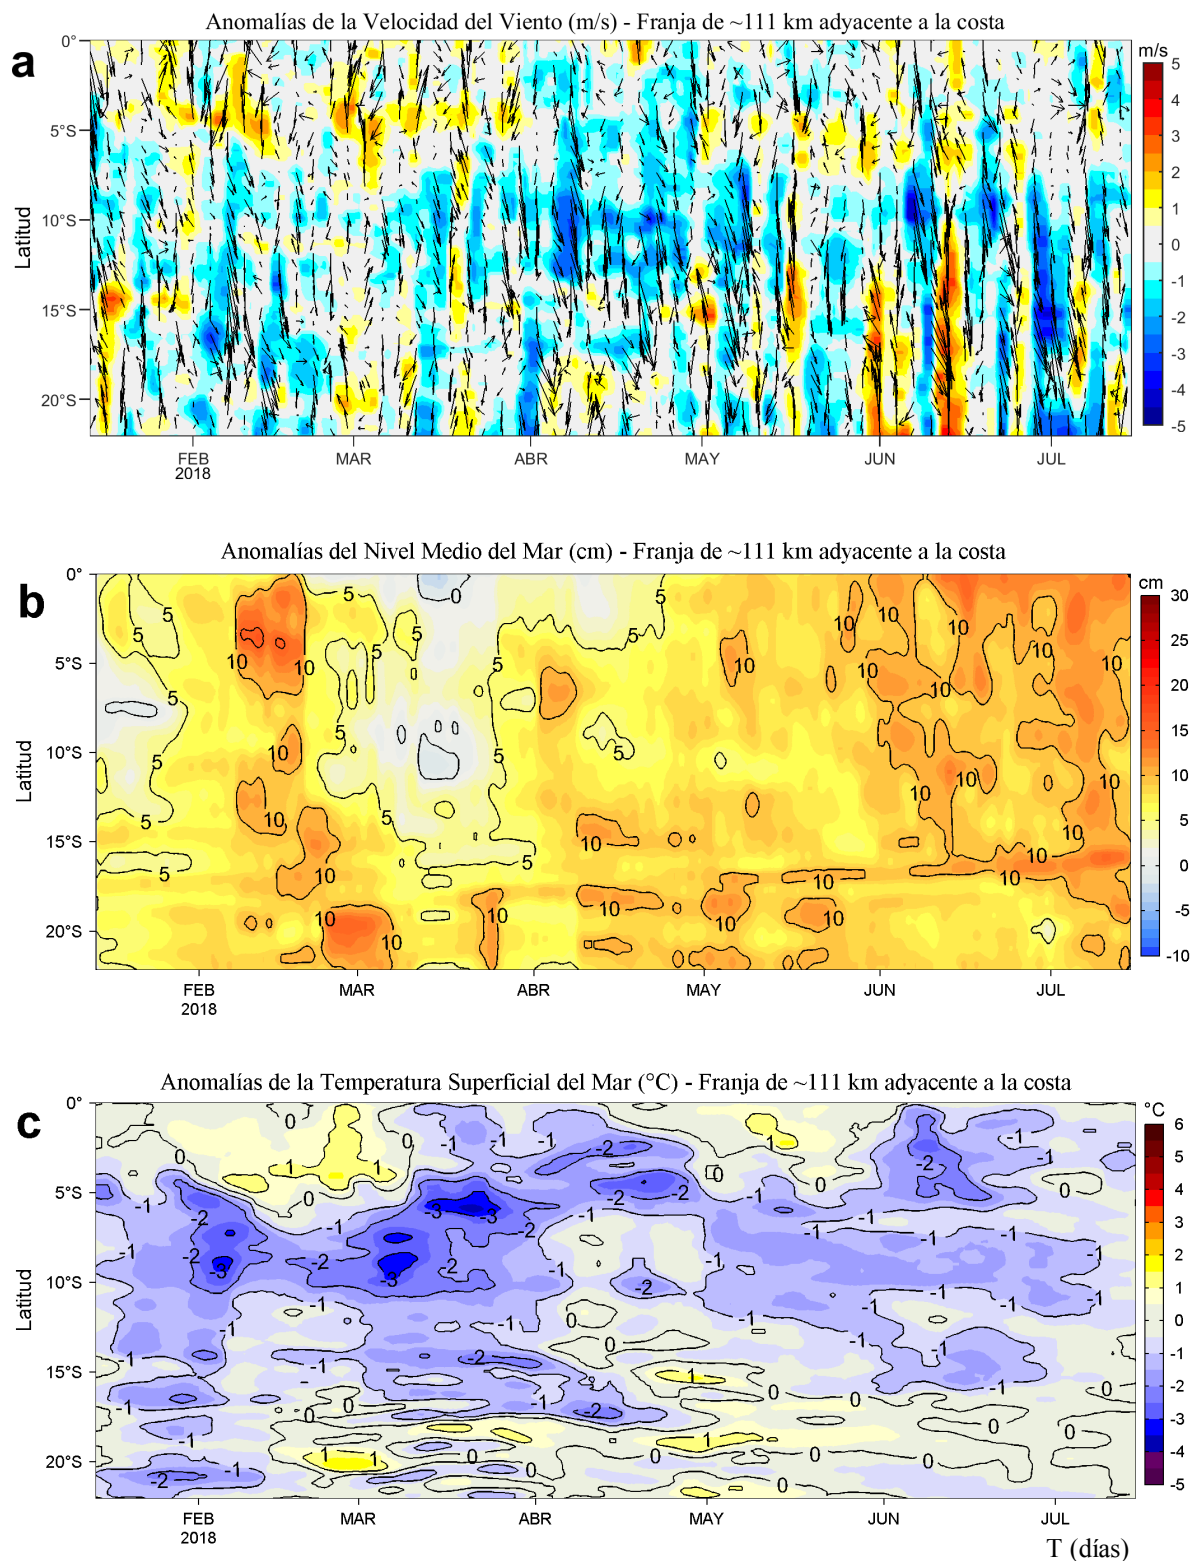 Anomalías de la Velocidad del Viento (m/s) - Franja de ~111 km adyacente a la costa
a
m/s
0°
5°S
10°S
15°S
20°S
Latitud
5
4
3
2
1
0
-1
-2
-3
-4
-5
FEB
2018
MAR
ABR
MAY
JUN
JUL
Anomalías del Nivel Medio del Mar (cm) - Franja de ~111 km adyacente a la costa
b
cm
0°
5°S
10°S
15°S
20°S
Latitud
30
25
20
15
10
5
0
-5
-10
FEB
2018
MAR
ABR
MAY
JUN
JUL
Anomalías de la Temperatura Superficial del Mar (°C) - Franja de ~111 km adyacente a la costa
c
°C
0°
5°S
10°S
15°S
20°S
Latitud
6
5
4
3
2
1
0
-1
-2
-3
-4
-5
FEB
2018
MAR
ABR
MAY
JUN
JUL
T (días)